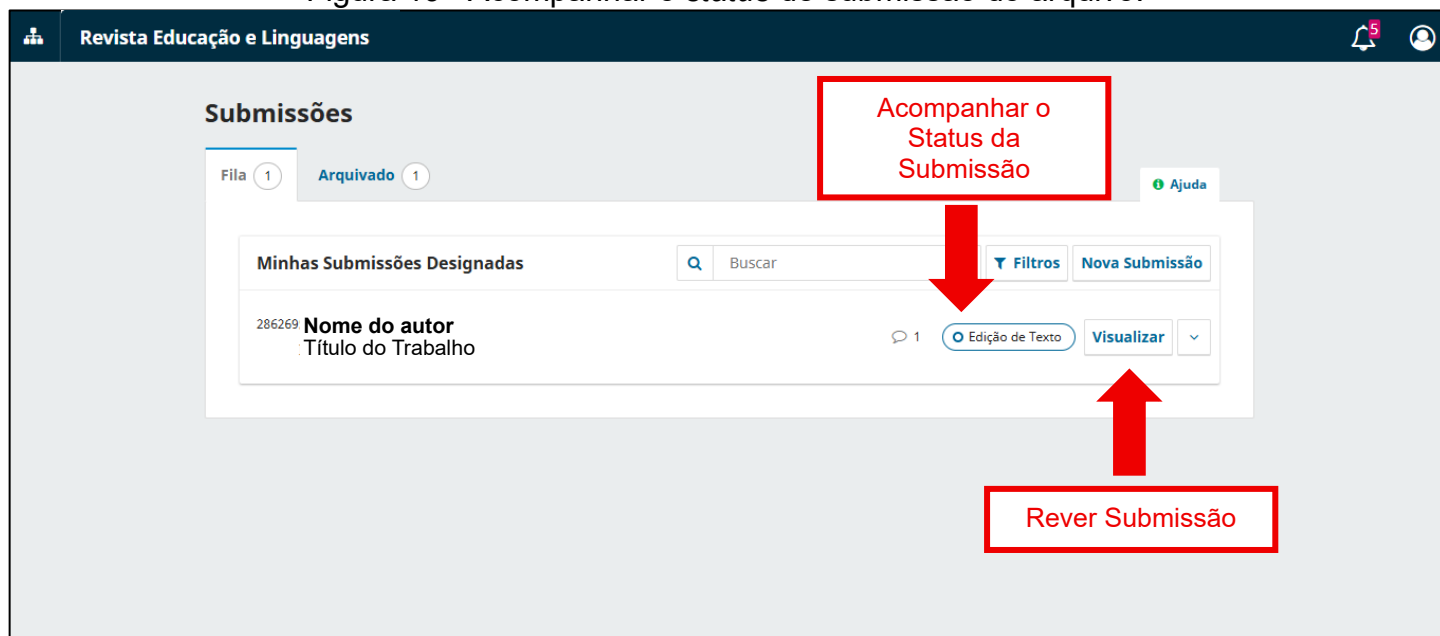 Revista Educação e Linguagens
5
Submissões
Acompanhar o
Status da
Submissão
Fila 1 Arquivado 1
Ajuda
Minhas Submissões Designadas
Buscar
Filtros
Nova Submissão
286269 Nome do autor
Título do Trabalho
1
Edição de Texto
Visualizar
Rever Submissão